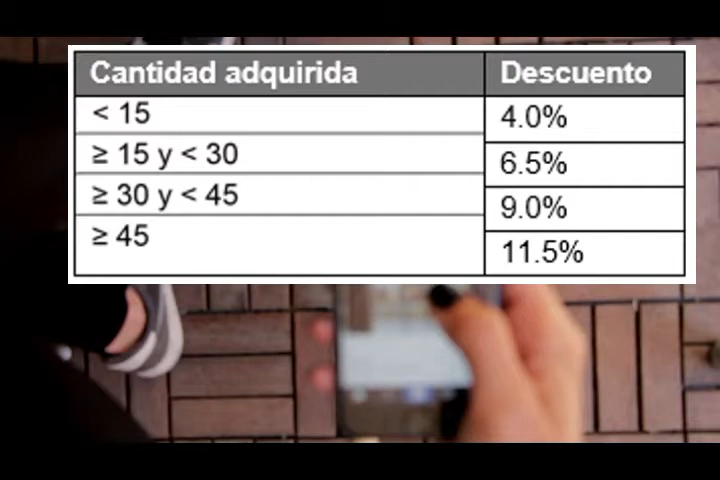 Cantidad adquirida Descuento
< 15 4.0%
≥ 15 y < 30 6.5%
≥ 30 y < 45 9.0%
≥ 45 11.5%